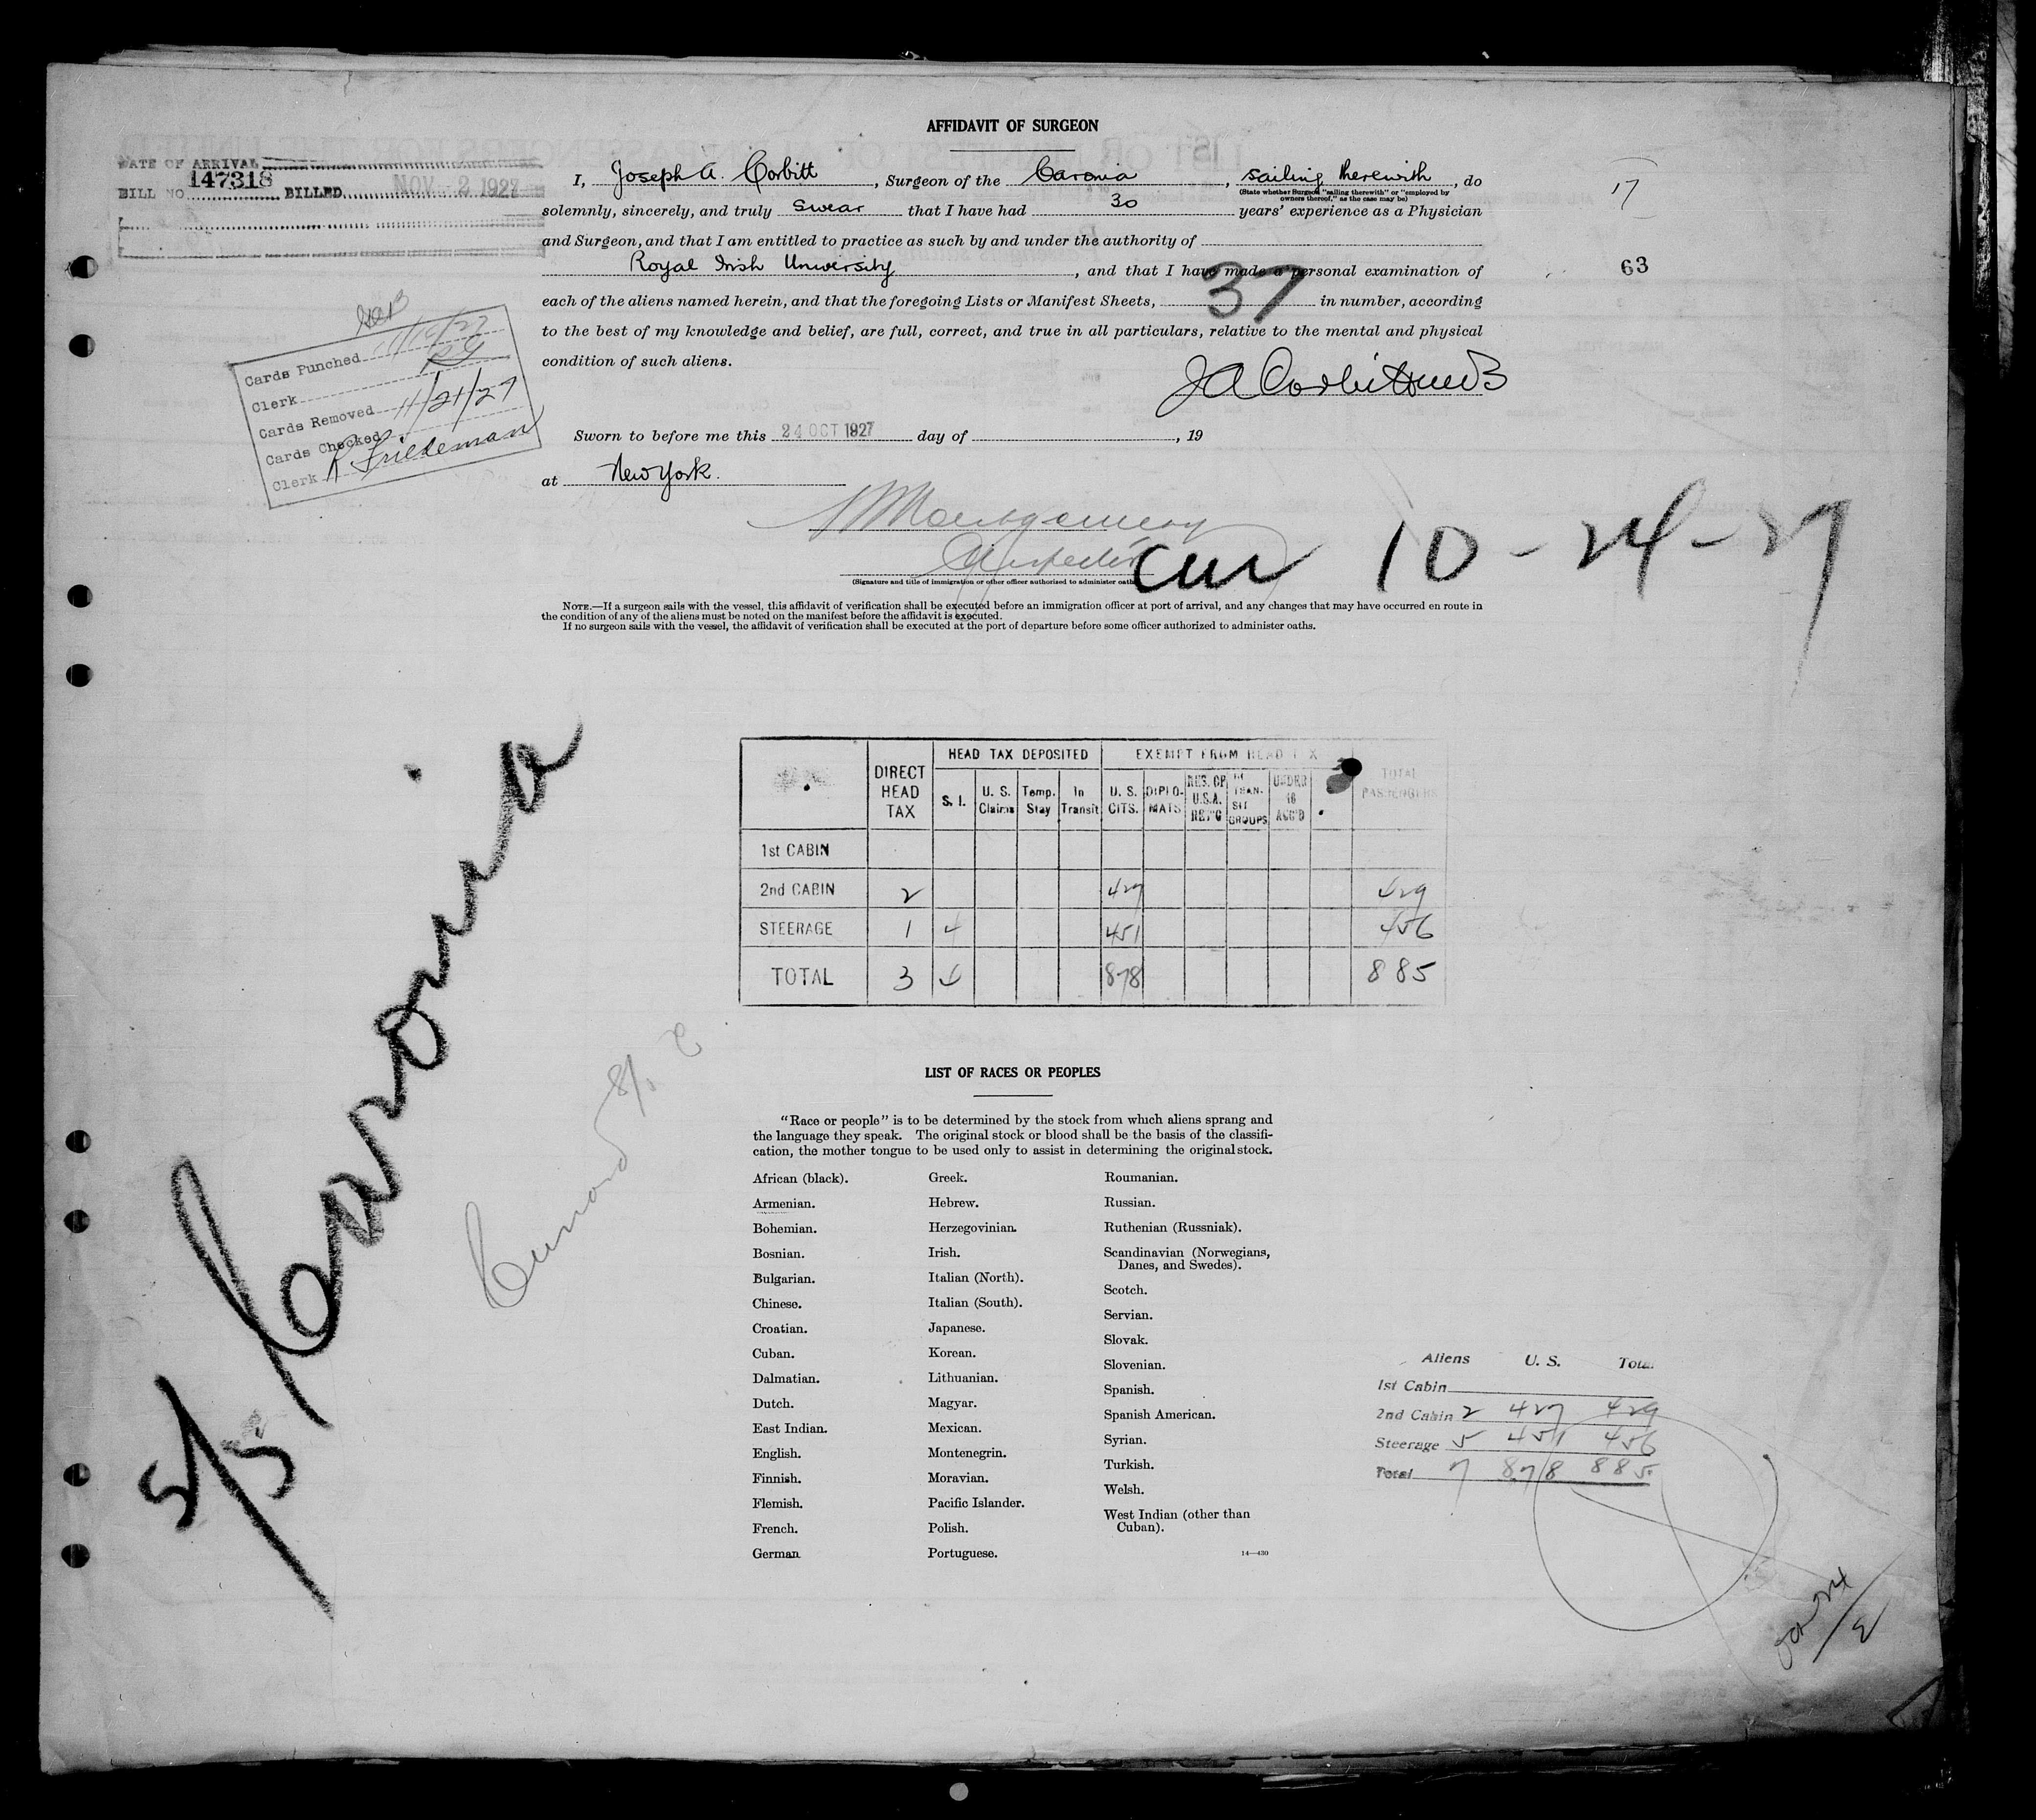 AFFIDAVIT OF SURGEON
DATE OF ARRIVAL
BILL NO 147318 BILLED NOV 2 1927
I, Joseph A. Corbitt, Surgeon of the Caronia, sailing therewith, do
(State whether Surgeon "sailing therewith" or "employed by
owners thereof," as the case may be)
17
solemnly, sincerely, and truly swear that I have had 30 years' experience as a Physician
and Surgeon, and that I am entitled to practice as such by and under the authority of
Royal Irish University, and that I have made a personal examination of
63
each of the aliens named herein, and that the foregoing Lists or Manifest Sheets, 37 in number, according
to the best of my knowledge and belief, are full, correct, and true in all particulars, relative to the mental and physical
condition of such aliens.
J A Corbitt MB
Cards Punched
Clerk
Cards Removed 11/21/27
Cards Checked
Clerk R Friedeman
Sworn to before me this 24 OCT 1927 day of , 19
at New York.
Montgomery
Inspector
10-24-27
(Signature and title of immigration or other officer authorized to administer oaths
NOTE.—If a surgeon sails with the vessel, this affidavit of verification shall be executed before an immigration officer at port of arrival, and any changes that may have occurred en route in
the condition of any of the aliens must be noted on the manifest before the affidavit is executed.
If no surgeon sails with the vessel, the affidavit of verification shall be executed at the port of departure before some officer authorized to administer oaths.
S/S Caronia
Cunard
DIRECT HEAD TAX
HEAD TAX DEPOSITED
EXEMPT FROM HEAD TAX
S. I. U. S. Claims Temp. Stay In Transit U. S. CITS. DIPLOMATS RES. OF U.S.A. RET'G IN TRANSIT GROUPS UNDER 16 ACC'D TOTAL PASSENGERS
1st CABIN
2nd CABIN 2 427 429
STEERAGE 1 4 451 456
TOTAL 3 4 878 885
LIST OF RACES OR PEOPLES
"Race or people" is to be determined by the stock from which aliens sprang and
the language they speak. The original stock or blood shall be the basis of the classifi-
cation, the mother tongue to be used only to assist in determining the original stock.
African (black).
Armenian.
Bohemian.
Bosnian.
Bulgarian.
Chinese.
Croatian.
Cuban.
Dalmatian.
Dutch.
East Indian.
English.
Finnish.
Flemish.
French.
German
Greek.
Hebrew.
Herzegovinian.
Irish.
Italian (North).
Italian (South).
Japanese.
Korean.
Lithuanian.
Magyar.
Mexican.
Montenegrin.
Moravian.
Pacific Islander.
Polish.
Portuguese.
Roumanian.
Russian.
Ruthenian (Russniak).
Scandinavian (Norwegians,
Danes, and Swedes).
Scotch.
Servian.
Slovak.
Slovenian.
Spanish.
Spanish American.
Syrian.
Turkish.
Welsh.
West Indian (other than
Cuban).
14—430
Aliens U. S. Total
1st Cabin
2nd Cabin 2 427 429
Steerage 5 451 456
Total 7 878 885